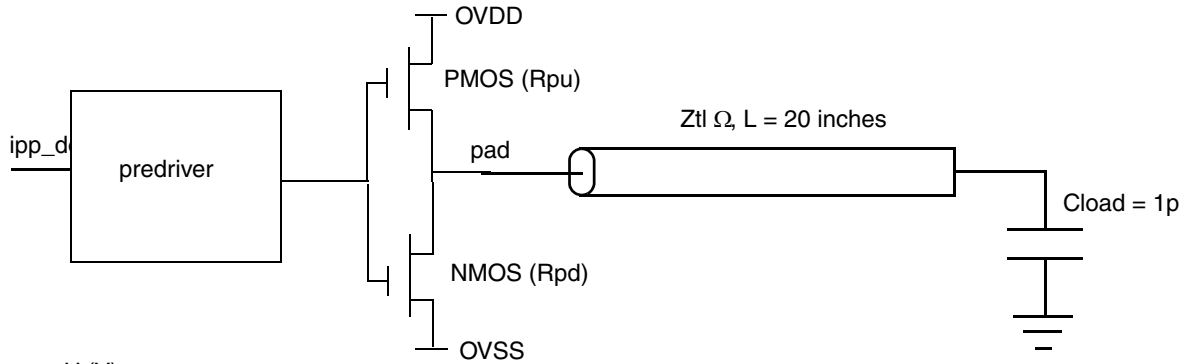 OVDD
PMOS (Rpu)
Ztl Ω, L = 20 inches
pad
predriver
Cload = 1p
NMOS (Rpd)
OVSS